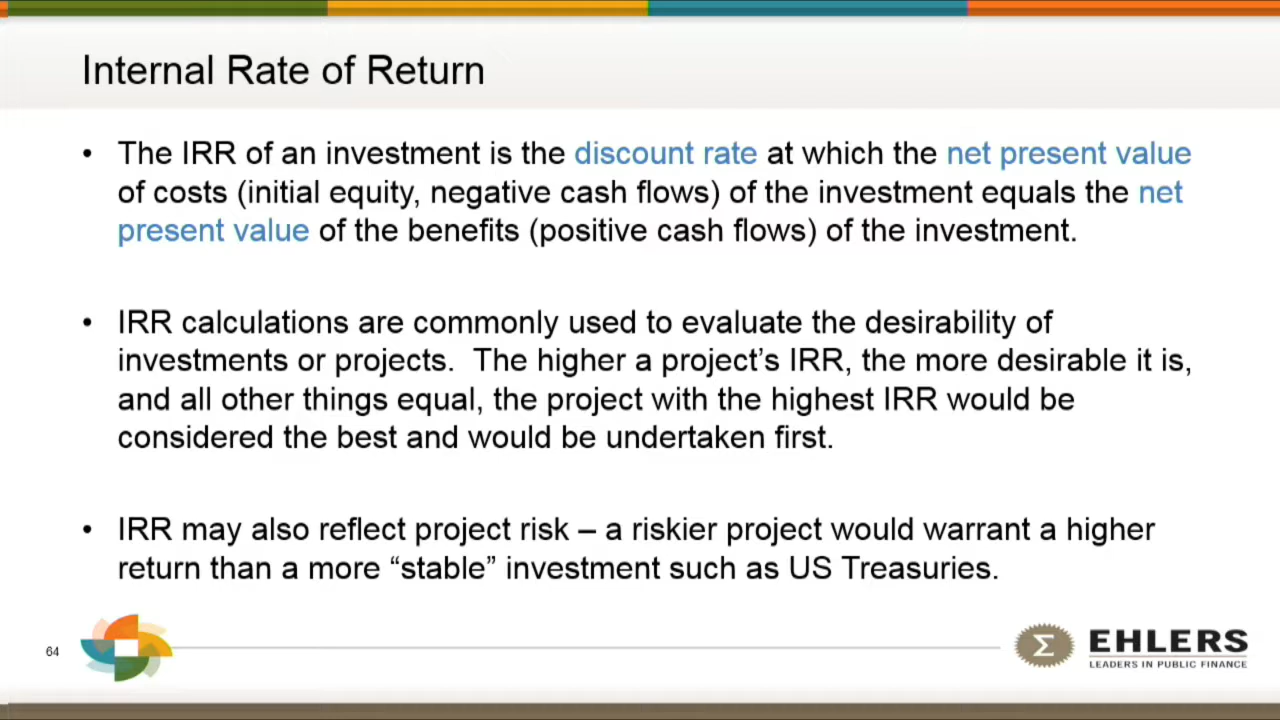 Internal Rate of Return
• The IRR of an investment is the discount rate at which the net present value
of costs (initial equity, negative cash flows) of the investment equals the net
present value of the benefits (positive cash flows) of the investment.
• IRR calculations are commonly used to evaluate the desirability of
investments or projects.  The higher a project’s IRR, the more desirable it is,
and all other things equal, the project with the highest IRR would be
considered the best and would be undertaken first.
• IRR may also reflect project risk – a riskier project would warrant a higher
return than a more “stable” investment such as US Treasuries.
64
Σ
EHLERS
LEADERS IN PUBLIC FINANCE